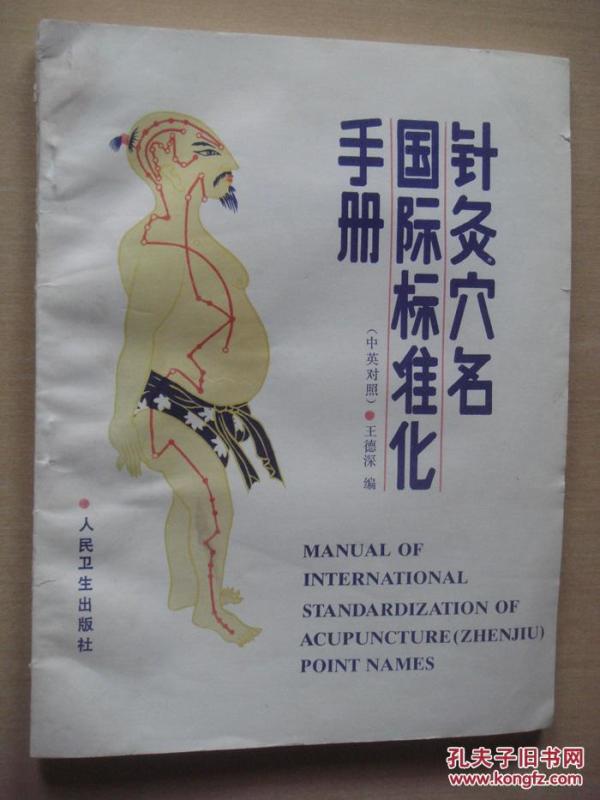 针灸穴名
国际标准化
手册
(中英对照)●王德深 编
MANUAL OF
INTERNATIONAL
STANDARDIZATION OF
ACUPUNCTURE(ZHENJIU)
POINT NAMES
●人民卫生出版社
孔夫子旧书网
www.kongfz.com